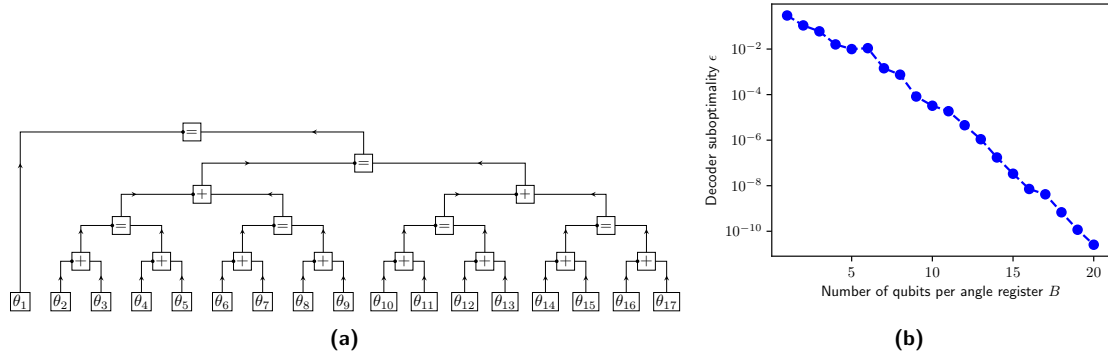 =
=
+ +
= = = =
+ + + + + + + +
θ₁ θ₂ θ₃ θ₄ θ₅ θ₆ θ₇ θ₈ θ₉ θ₁₀ θ₁₁ θ₁₂ θ₁₃ θ₁₄ θ₁₅ θ₁₆ θ₁₇
(a)
Decoder suboptimality ϵ
10⁻²
10⁻⁴
10⁻⁶
10⁻⁸
10⁻¹⁰
5 10 15 20
Number of qubits per angle register B
(b)